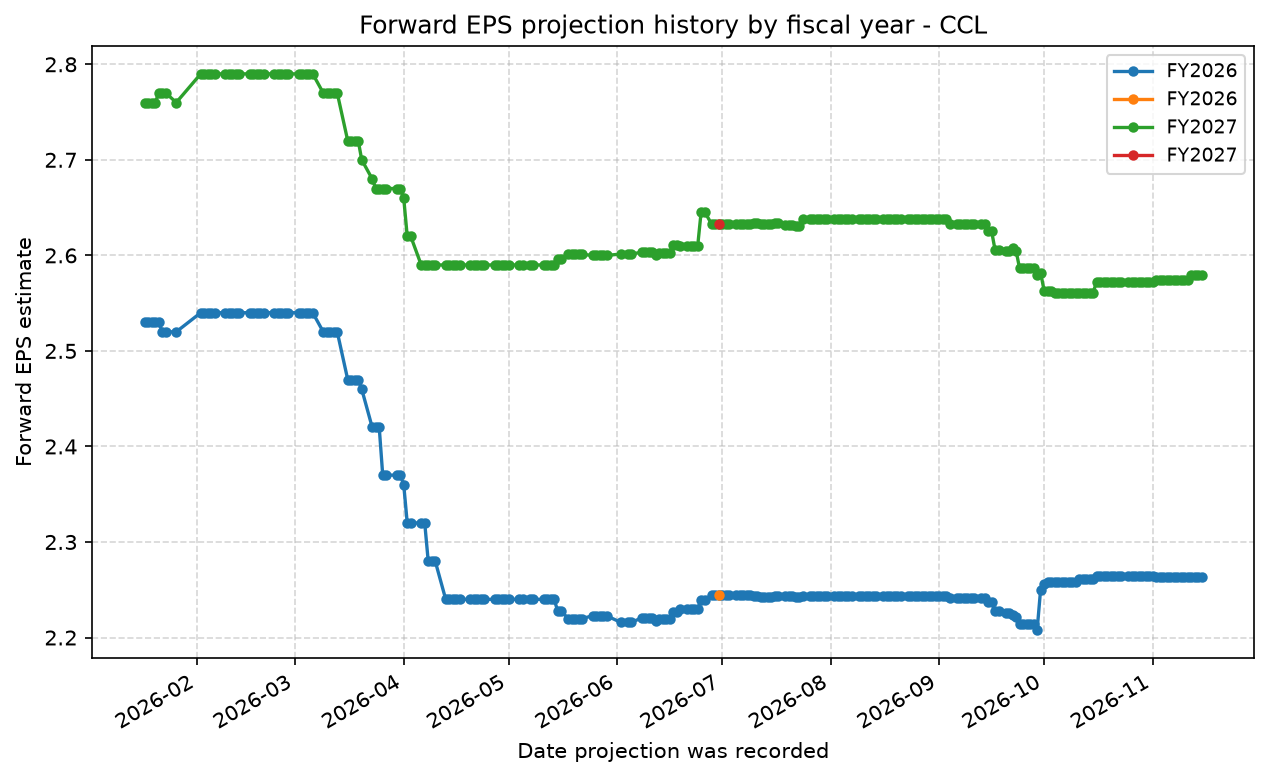 Forward EPS projection history by fiscal year - CCL
FY2026
FY2026
FY2027
FY2027
Forward EPS estimate
2.8
2.7
2.6
2.5
2.4
2.3
2.2
2026-02
2026-03
2026-04
2026-05
2026-06
2026-07
2026-08
2026-09
2026-10
2026-11
Date projection was recorded